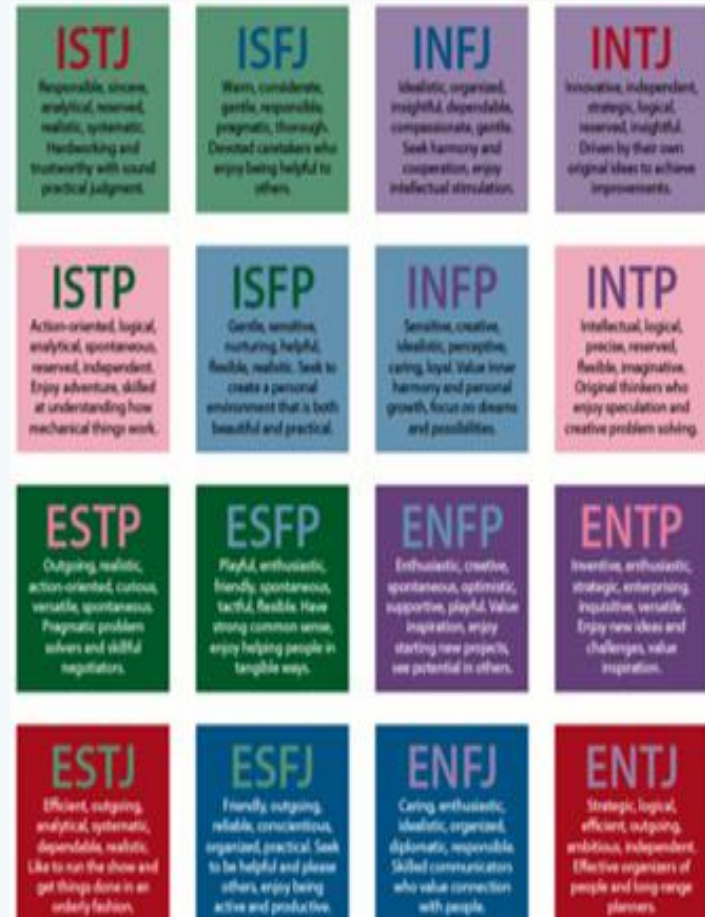 ISTJ
Responsible, sincere,
analytical, reserved,
realistic, systematic.
Hardworking and
trustworthy with sound
practical judgment.
ISFJ
Warm, considerate,
gentle, responsible,
pragmatic, thorough.
Devoted caretakers who
enjoy being helpful to
others.
INFJ
Idealistic, organized,
insightful, dependable,
compassionate, gentle.
Seek harmony and
cooperation, enjoy
intellectual stimulation.
INTJ
Innovative, independent,
strategic, logical,
reserved, insightful.
Driven by their own
original ideas to achieve
improvements.
ISTP
Action-oriented, logical,
analytical, spontaneous,
reserved, independent.
Enjoy adventure, skilled
at understanding how
mechanical things work.
ISFP
Gentle, sensitive,
nurturing, helpful,
flexible, realistic. Seek to
create a personal
environment that is both
beautiful and practical.
INFP
Sensitive, creative,
idealistic, perceptive,
caring, loyal. Value inner
harmony and personal
growth, focus on dreams
and possibilities.
INTP
Intellectual, logical,
precise, reserved,
flexible, imaginative.
Original thinkers who
enjoy speculation and
creative problem solving.
ESTP
Outgoing, realistic,
action-oriented, curious,
versatile, spontaneous.
Pragmatic problem
solvers and skillful
negotiators.
ESFP
Playful, enthusiastic,
friendly, spontaneous,
tactful, flexible. Have
strong common sense,
enjoy helping people in
tangible ways.
ENFP
Enthusiastic, creative,
spontaneous, optimistic,
supportive, playful. Value
inspiration, enjoy
starting new projects,
see potential in others.
ENTP
Inventive, enthusiastic,
strategic, enterprising,
inquisitive, versatile.
Enjoy new ideas and
challenges, value
inspiration.
ESTJ
Efficient, outgoing,
analytical, systematic,
dependable, realistic.
Like to run the show and
get things done in an
orderly fashion.
ESFJ
Friendly, outgoing,
reliable, conscientious,
organized, practical. Seek
to be helpful and please
others, enjoy being
active and productive.
ENFJ
Caring, enthusiastic,
idealistic, organized,
diplomatic, responsible.
Skilled communicators
who value connection
with people.
ENTJ
Strategic, logical,
efficient, outgoing,
ambitious, independent.
Effective organizers of
people and long-range
planners.